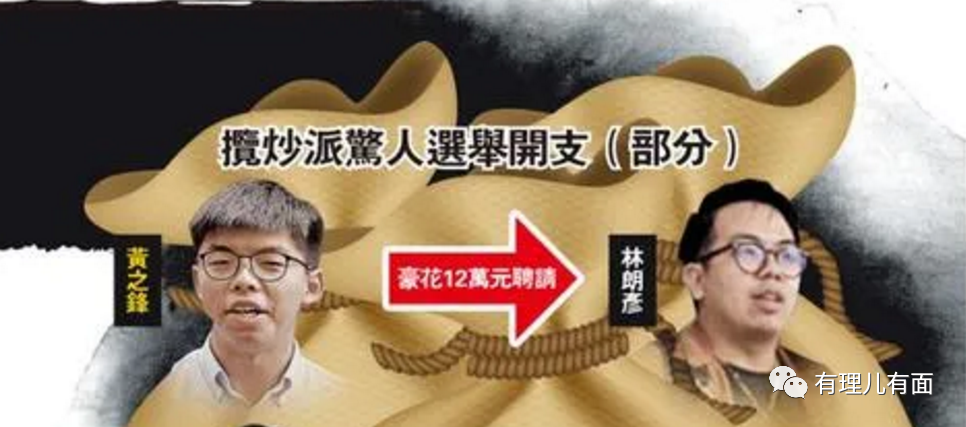 攬炒派驚人選舉開支（部分）
黃之鋒
豪花12萬元聘請
林朗彥
有理儿有面